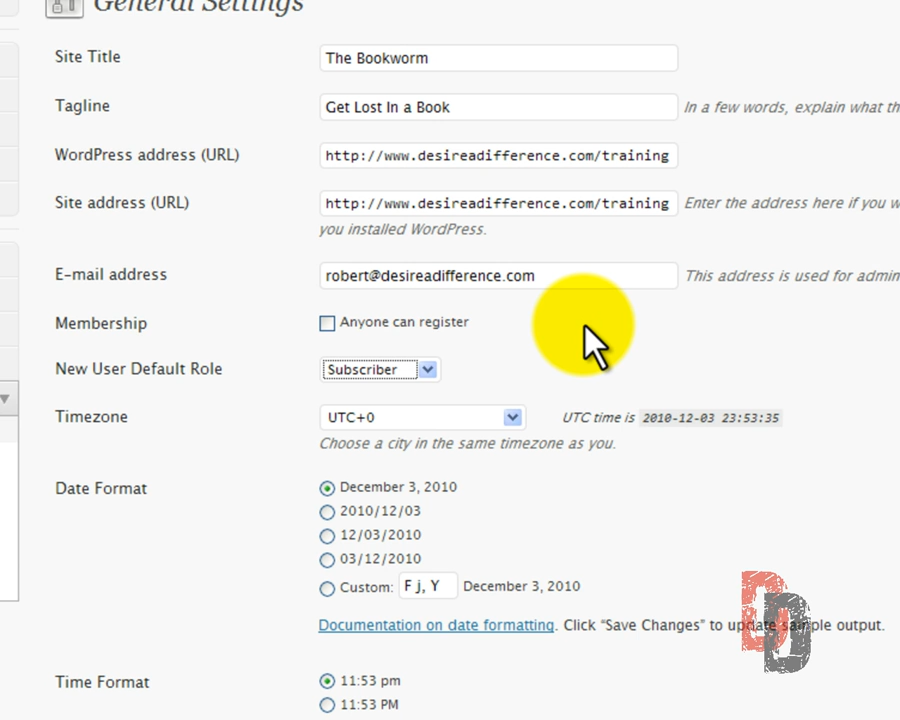 General Settings
Site Title
The Bookworm
Tagline
Get Lost In a Book
In a few words, explain what th
WordPress address (URL)
http://www.desireadifference.com/training
Site address (URL)
http://www.desireadifference.com/training
Enter the address here if you w
you installed WordPress.
E-mail address
robert@desireadifference.com
This address is used for admin
Membership
Anyone can register
New User Default Role
Subscriber
Timezone
UTC+0
UTC time is 2010-12-03 23:53:35
Choose a city in the same timezone as you.
Date Format
December 3, 2010
2010/12/03
12/03/2010
03/12/2010
Custom: F j, Y December 3, 2010
Documentation on date formatting. Click “Save Changes” to update sample output.
Time Format
11:53 pm
11:53 PM
DD